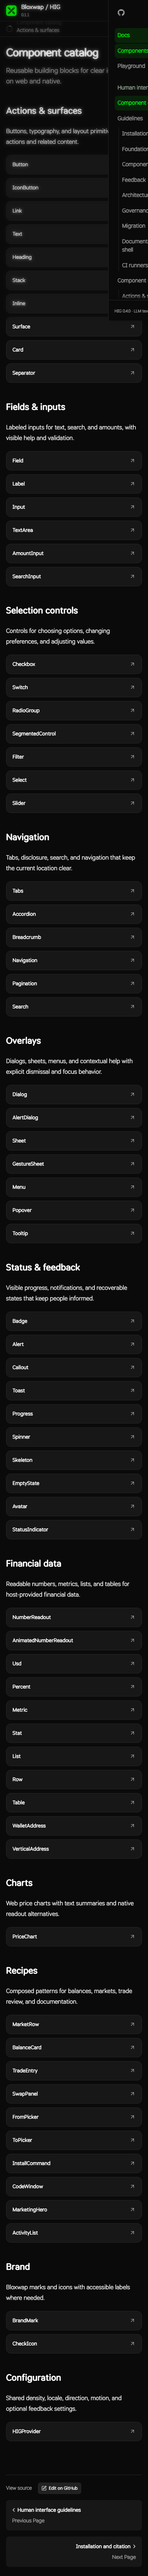 Bloxwap / HIG
Actions & surfaces
Component catalog
Reusable building blocks for clear
on web and native.
Docs
Components
Playground
Human inter
Component
Guidelines
Installation
Foundation
Componen
Feedback
Architectur
Governanc
Migration
Document
shell
CI runners
Component
Actions & s
Actions & surfaces
Buttons, typography, and layout primiti
actions and related content.
Button
IconButton
Link
Text
Heading
Stack
Inline
Surface
Card
Separator
Fields & inputs
Labeled inputs for text, search, and amounts, with
visible help and validation.
Field
Label
Input
TextArea
AmountInput
SearchInput
Selection controls
Controls for choosing options, changing
preferences, and adjusting values.
Checkbox
Switch
RadioGroup
SegmentedControl
Filter
Select
Slider
Navigation
Tabs, disclosure, search, and navigation that keep
the current location clear.
Tabs
Accordion
Breadcrumb
Navigation
Pagination
Search
Overlays
Dialogs, sheets, menus, and contextual help with
explicit dismissal and focus behavior.
Dialog
AlertDialog
Sheet
GestureSheet
Menu
Popover
Tooltip
Status & feedback
Visible progress, notifications, and recoverable
states that keep people informed.
Badge
Alert
Callout
Toast
Progress
Spinner
Skeleton
EmptyState
Avatar
StatusIndicator
Financial data
Readable numbers, metrics, lists, and tables for
host-provided financial data.
NumberReadout
AnimatedNumberReadout
Usd
Percent
Metric
Stat
List
Row
Table
WalletAddress
VerticalAddress
Charts
Web price charts with text summaries and native
readout alternatives.
PriceChart
Recipes
Composed patterns for balances, markets, trade
review, and documentation.
MarketRow
BalanceCard
TradeEntry
SwapPanel
FromPicker
ToPicker
InstallCommand
CodeWindow
MarketingHero
ActivityList
Brand
Bloxwap marks and icons with accessible labels
where needed.
BrandMark
CheckIcon
Configuration
Shared density, locale, direction, motion, and
optional feedback settings.
HIGProvider
View source
Edit on GitHub
Human interface guidelines
Previous Page
Installation and citation
Next Page